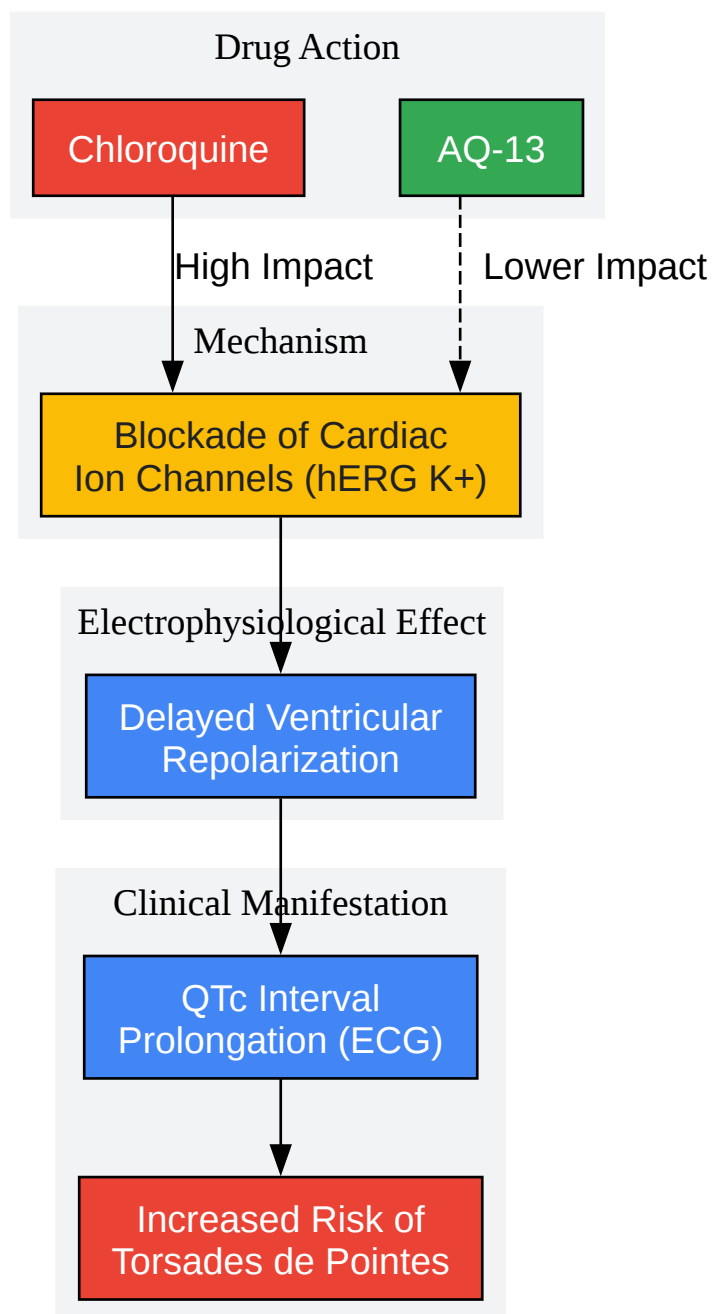 Drug Action
Chloroquine
AQ-13
High Impact
Lower Impact
Mechanism
Blockade of Cardiac
Ion Channels (hERG K+)
Electrophysiological Effect
Delayed Ventricular
Repolarization
Clinical Manifestation
QTc Interval
Prolongation (ECG)
Increased Risk of
Torsades de Pointes